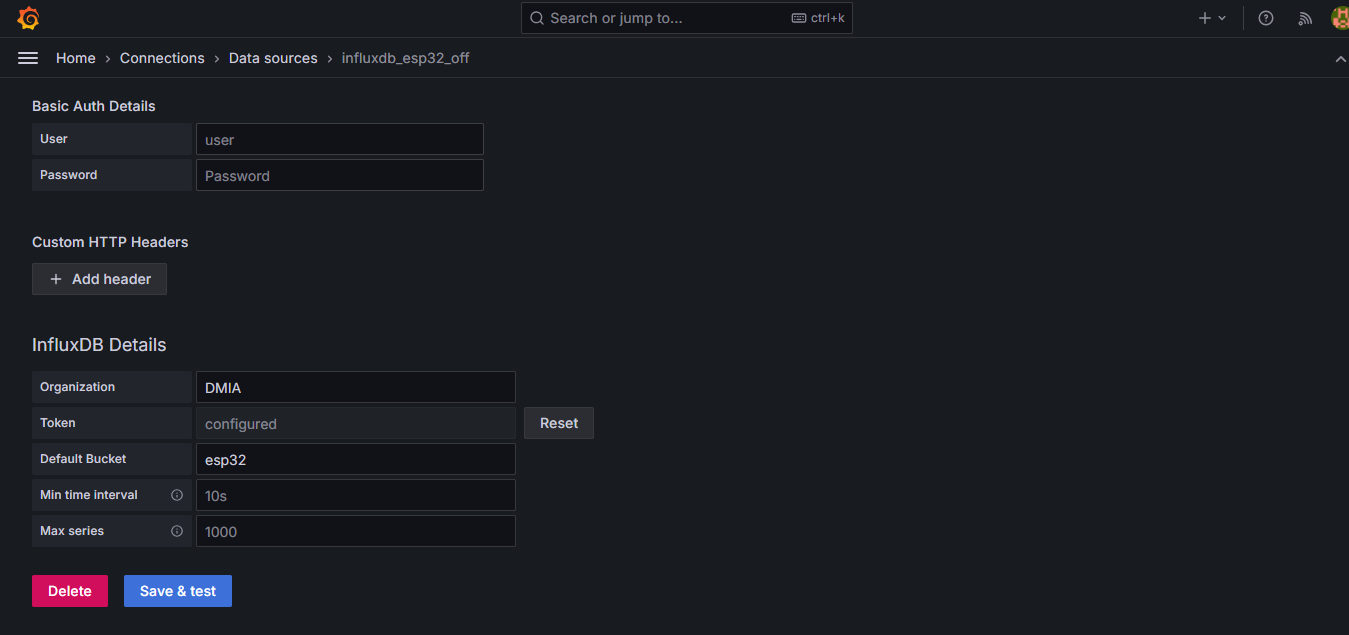 Search or jump to... ctrl+k
Home › Connections › Data sources › influxdb_esp32_off
Basic Auth Details
User user
Password Password
Custom HTTP Headers
+ Add header
InfluxDB Details
Organization DMIA
Token configured Reset
Default Bucket esp32
Min time interval 10s
Max series 1000
Delete Save & test